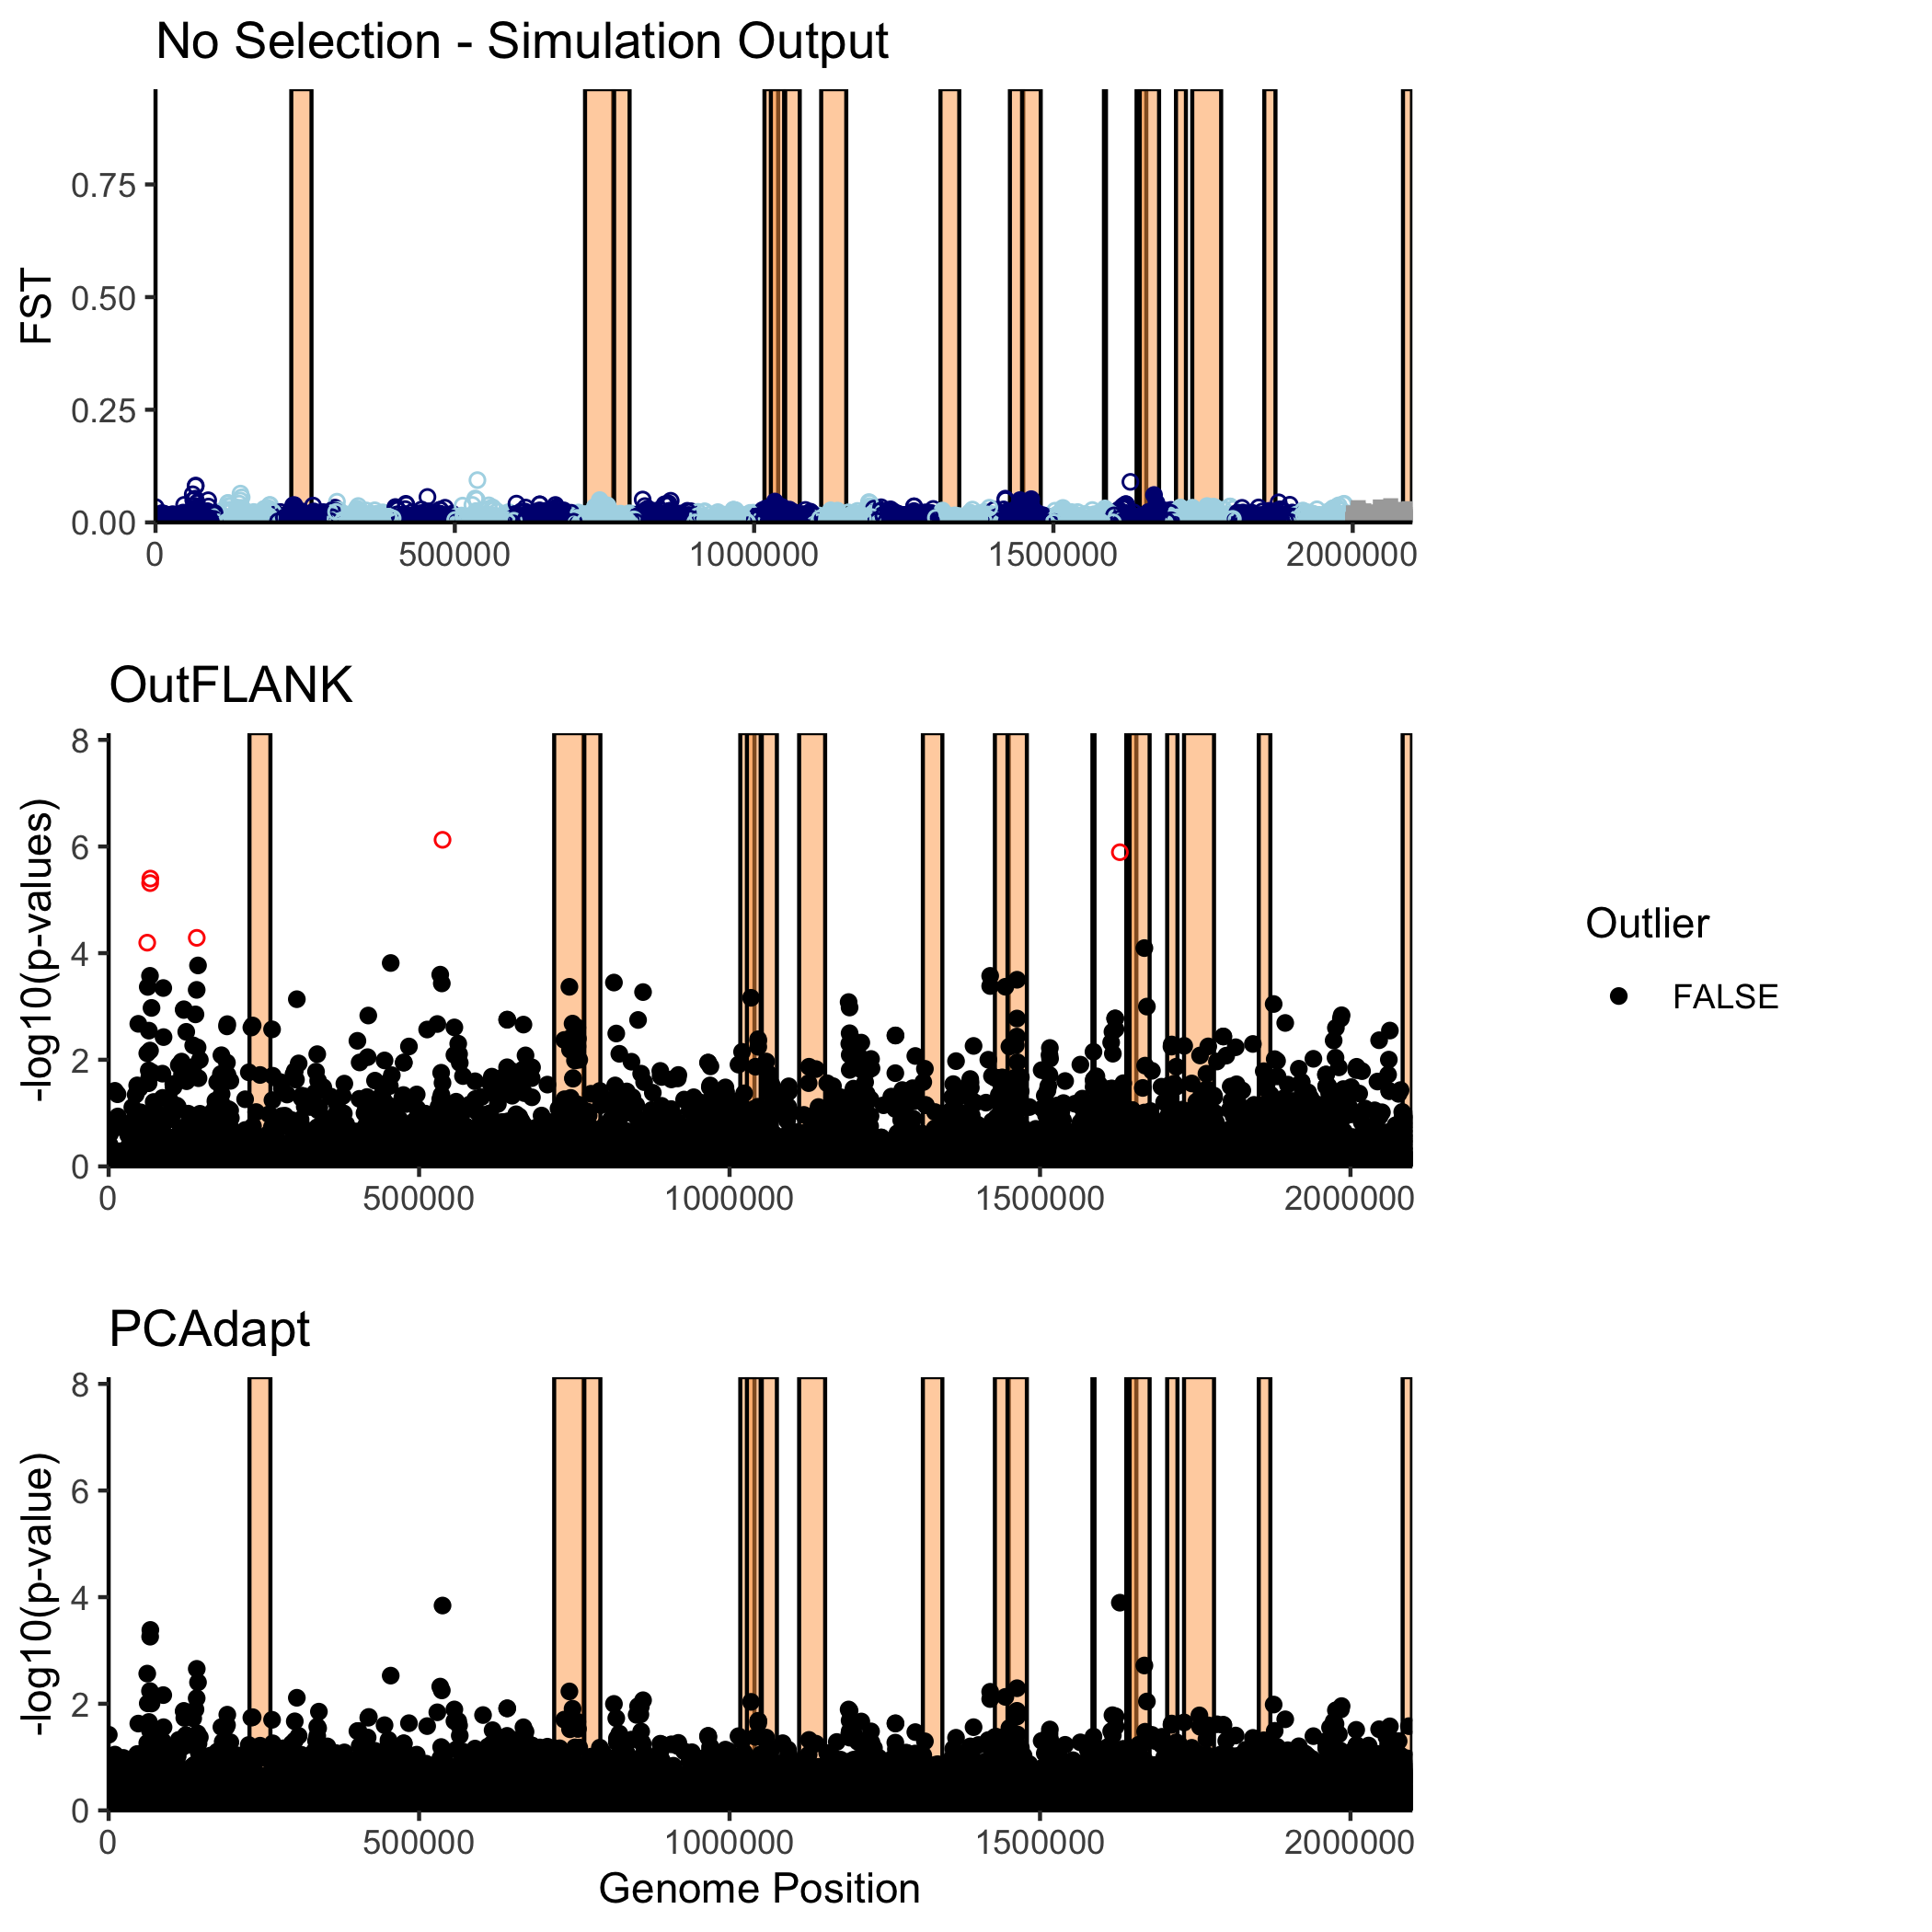 No Selection - Simulation Output
FST
0.75
0.50
0.25
0.00
0 500000 1000000 1500000 2000000
OutFLANK
-log10(p-values)
8
6
4
2
0
0 500000 1000000 1500000 2000000
Outlier
FALSE
PCAdapt
-log10(p-value)
8
6
4
2
0
0 500000 1000000 1500000 2000000
Genome Position